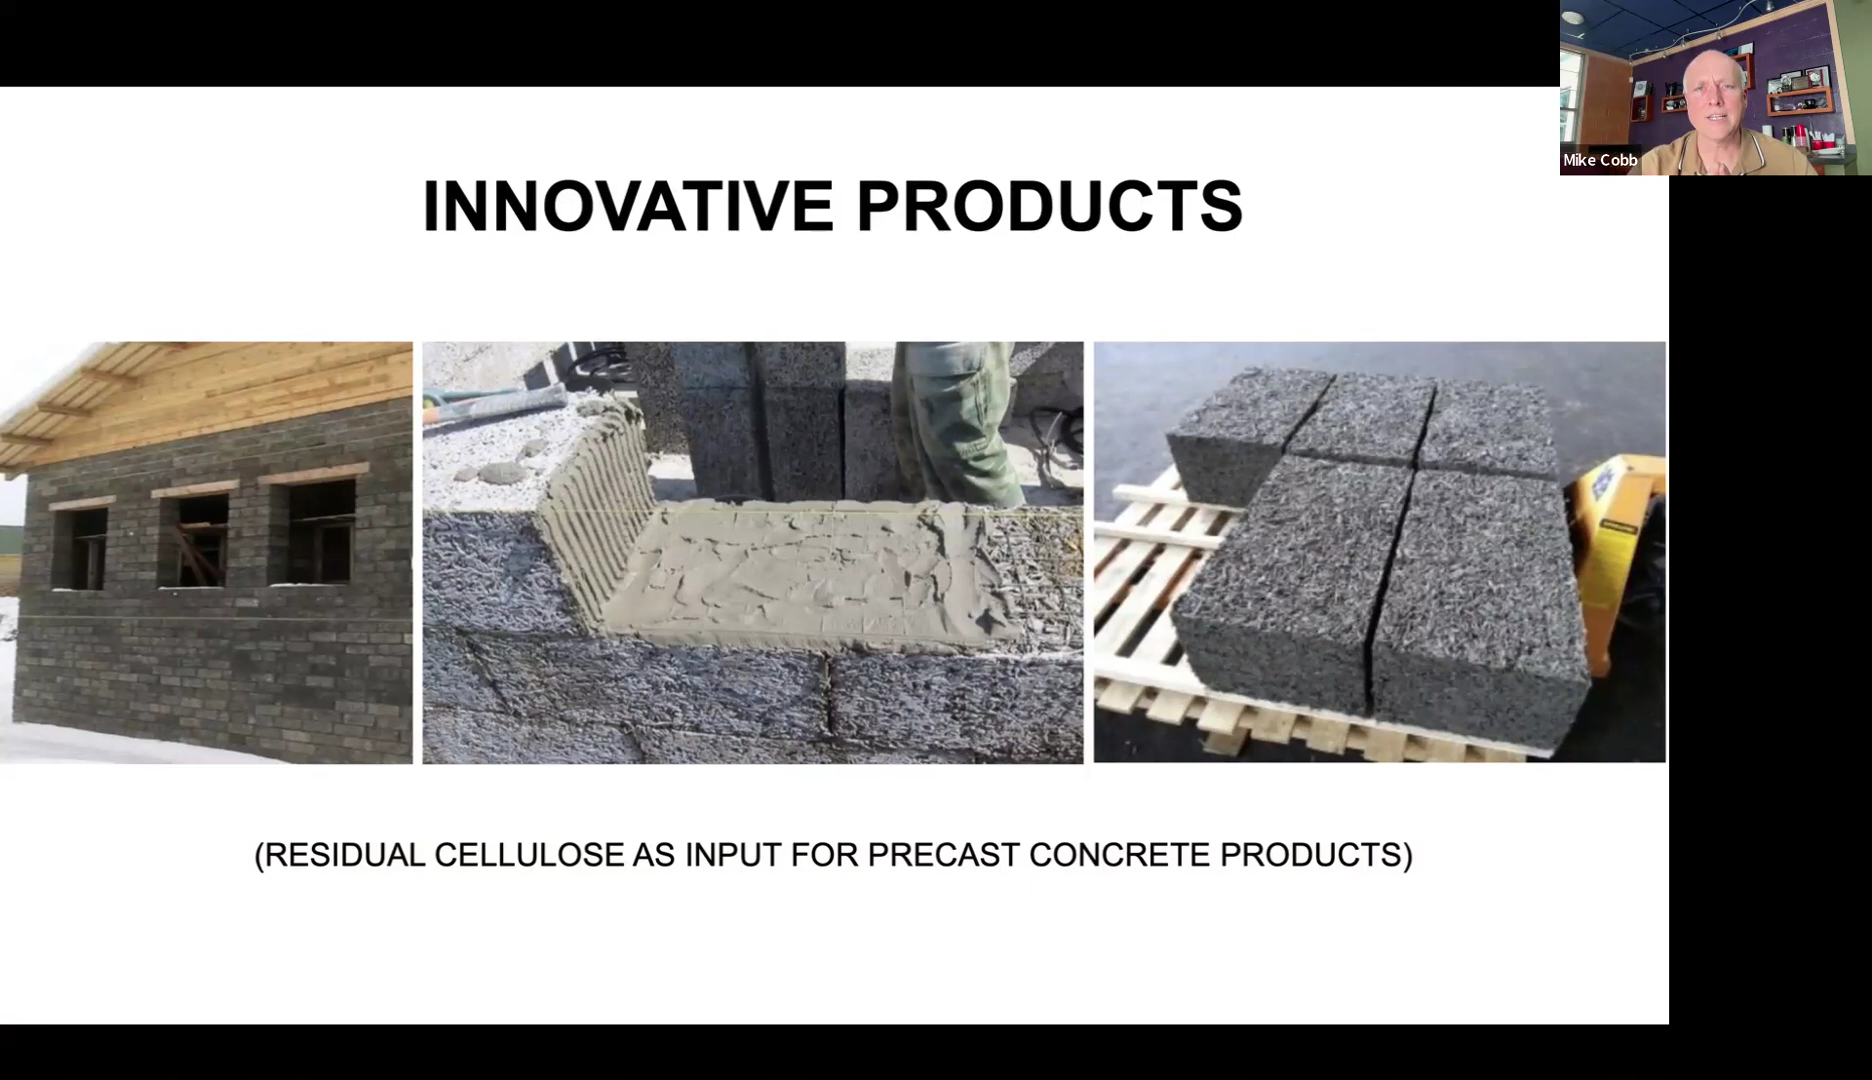 Mike Cobb
INNOVATIVE PRODUCTS
(RESIDUAL CELLULOSE AS INPUT FOR PRECAST CONCRETE PRODUCTS)